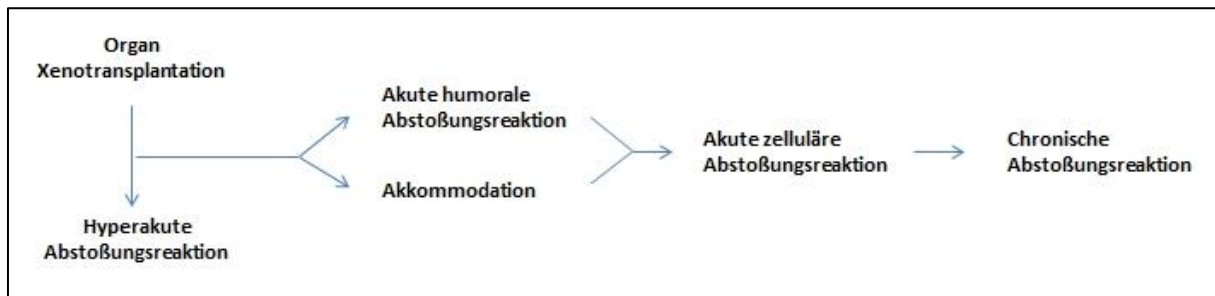 Organ
Xenotransplantation
Akute humorale
Abstoßungsreaktion
Akkommodation
Akute zelluläre
Abstoßungsreaktion
Chronische
Abstoßungsreaktion
Hyperakute
Abstoßungsreaktion